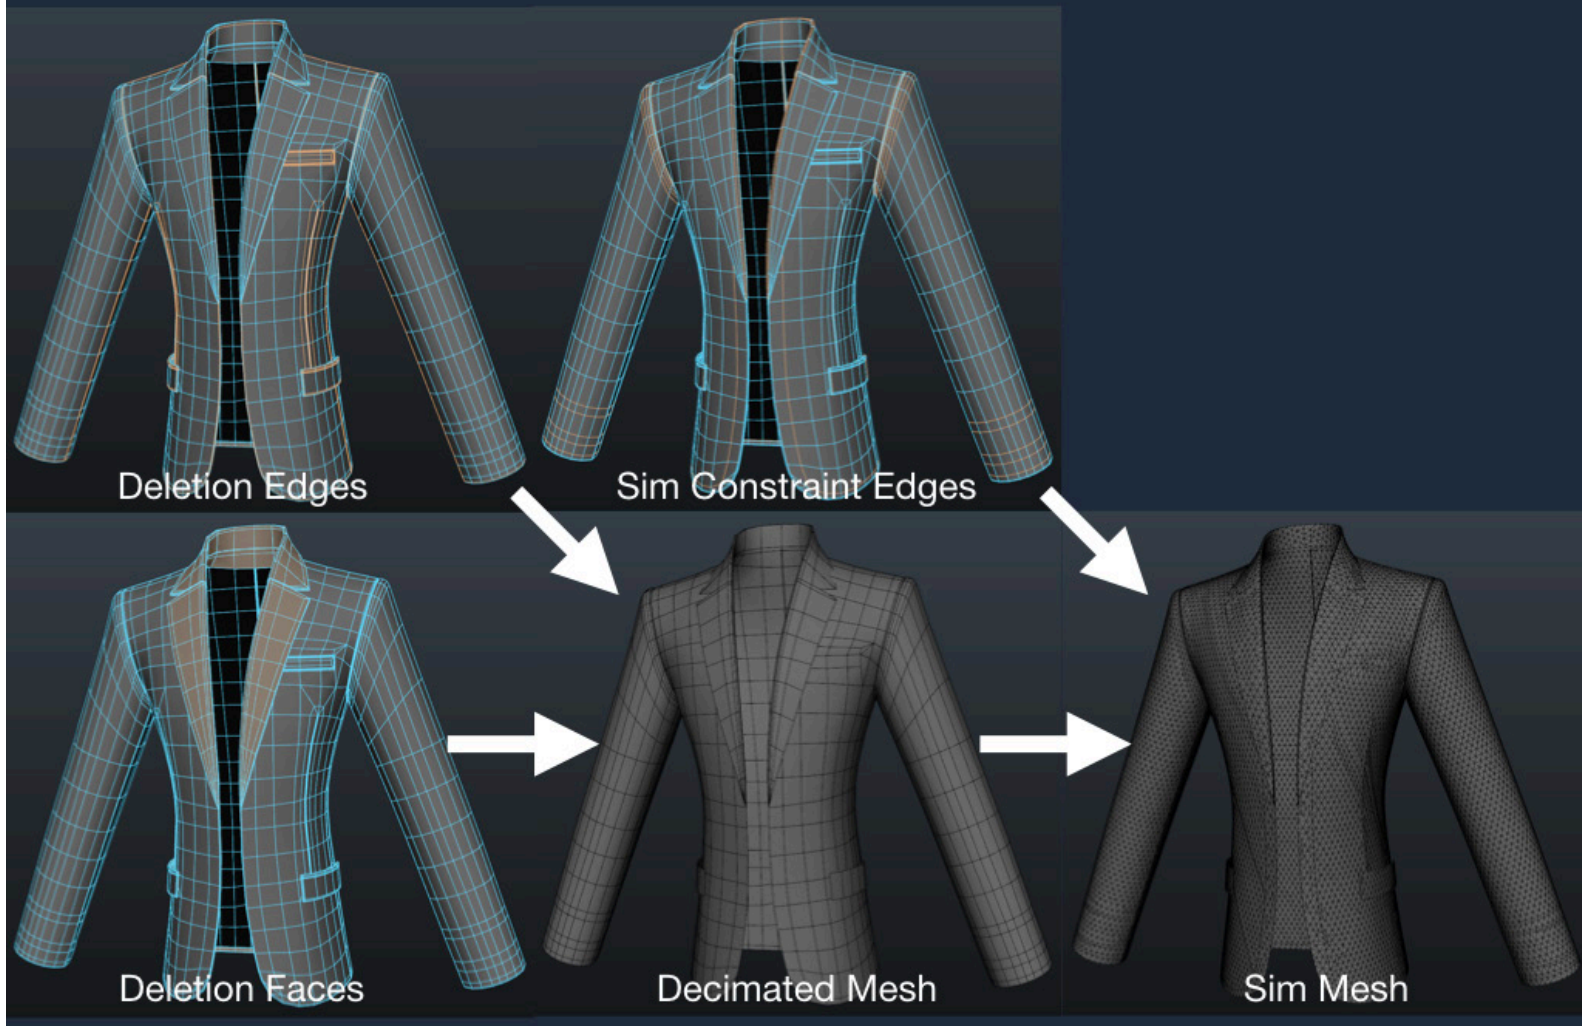 Deletion Edges
Sim Constraint Edges
Deletion Faces
Decimated Mesh
Sim Mesh